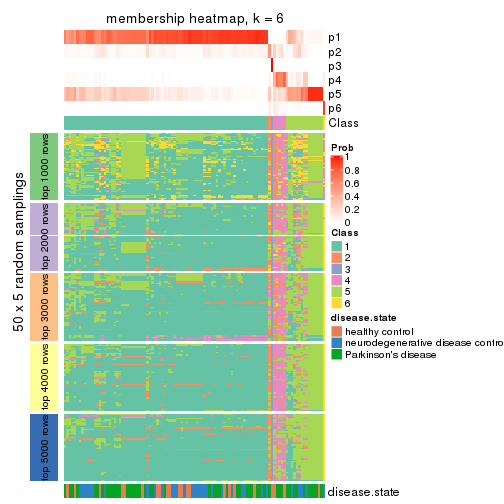 membership heatmap, k = 6
p1
p2
p3
p4
p5
p6
Class
50 x 5 random samplings
top 1000 rows
top 2000 rows
top 3000 rows
top 4000 rows
top 5000 rows
Prob
1
0.8
0.6
0.4
0.2
0
Class
1
2
3
4
5
6
disease.state
healthy control
neurodegenerative disease contro
Parkinson's disease
disease.state